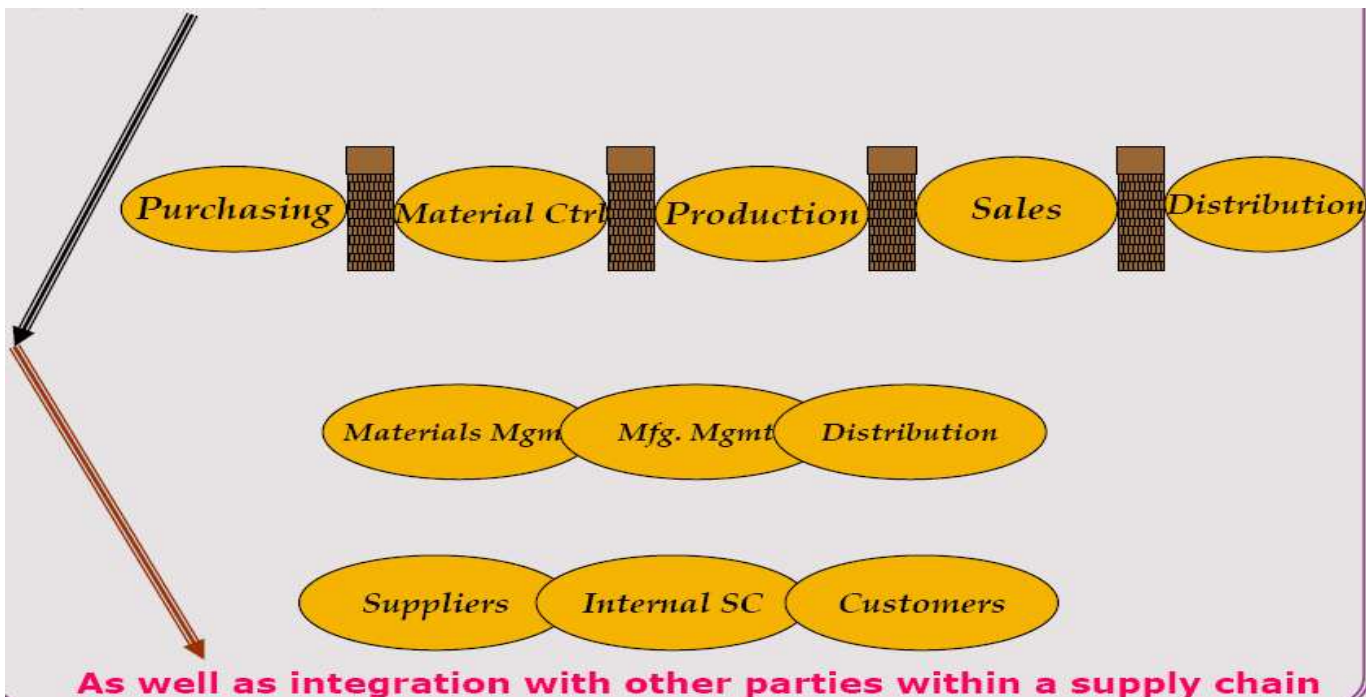 Purchasing Material Ctrl Production Sales Distribution
Materials Mgm Mfg. Mgmt Distribution
Suppliers Internal SC Customers
As well as integration with other parties within a supply chain